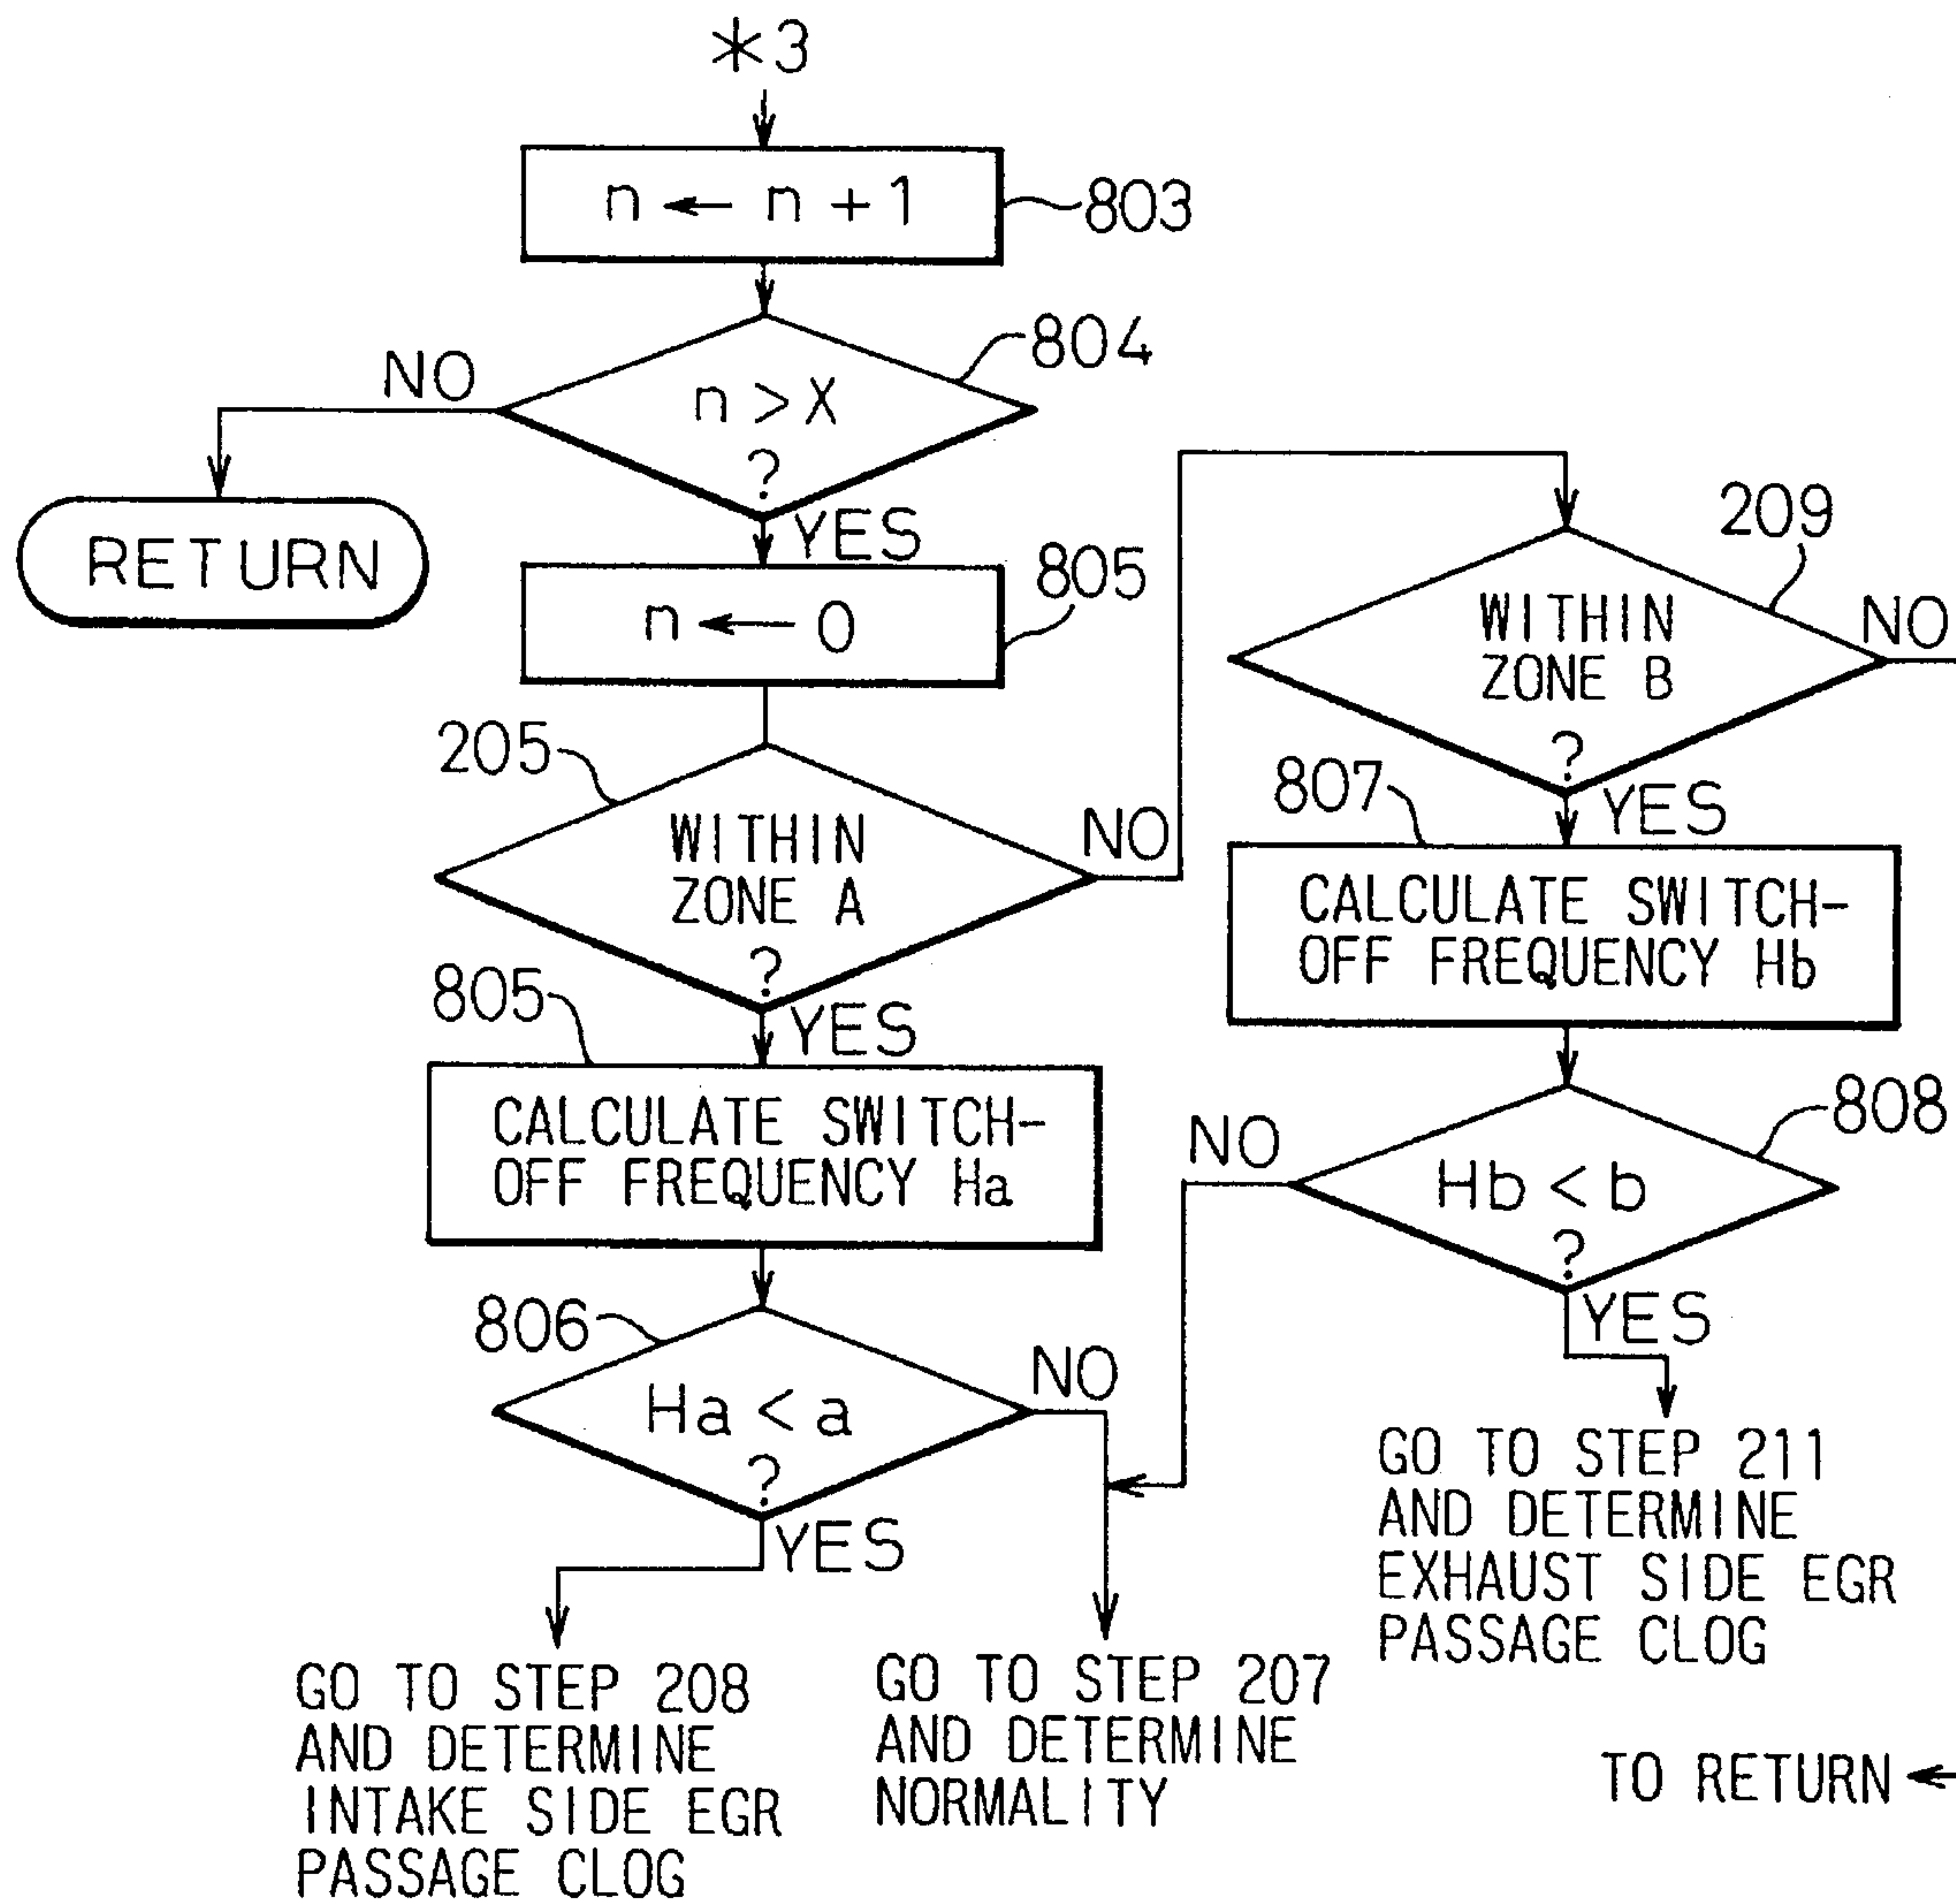 *3
n ← n + 1
803
804
NO
n > X
?
YES
RETURN
805
n ← 0
209
WITHIN
ZONE B
?
NO
YES
205
WITHIN
ZONE A
?
NO
YES
807
CALCULATE SWITCH-
OFF FREQUENCY Hb
805
CALCULATE SWITCH-
OFF FREQUENCY Ha
808
NO
Hb < b
?
YES
806
Ha < a
?
NO
YES
GO TO STEP 211
AND DETERMINE
EXHAUST SIDE EGR
PASSAGE CLOG
GO TO STEP 208
AND DETERMINE
INTAKE SIDE EGR
PASSAGE CLOG
GO TO STEP 207
AND DETERMINE
NORMALITY
TO RETURN ←